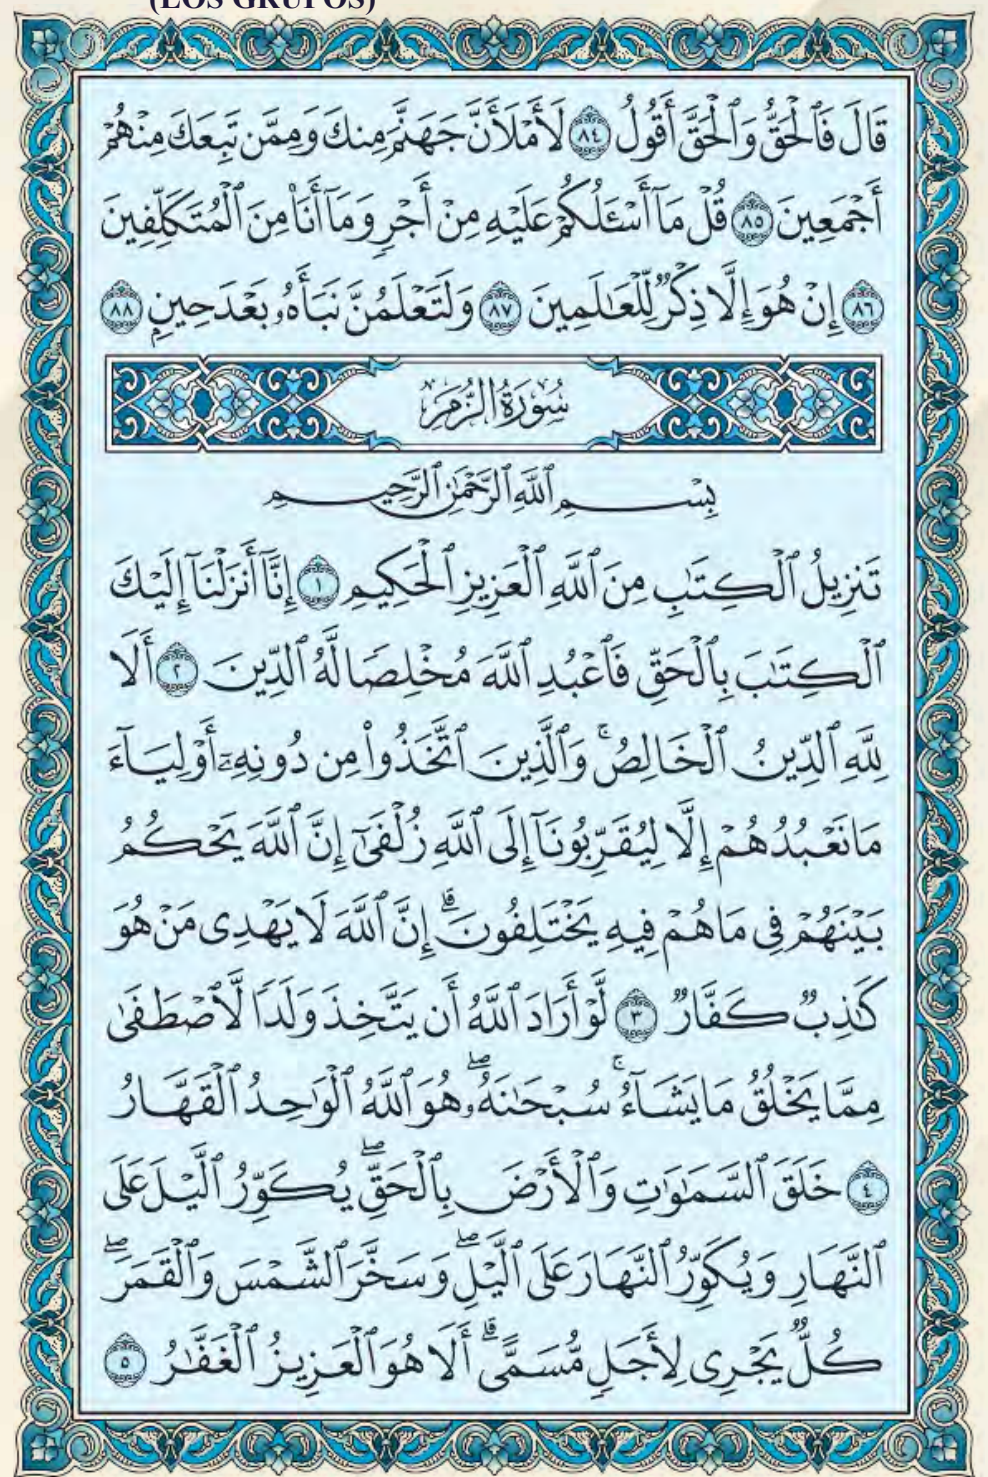 (LOS GRUPOS)
قَالَ فَٱلْحَقُّ وَٱلْحَقَّ أَقُولُ ٨٤ لَأَمْلَأَنَّ جَهَنَّمَ مِنكَ وَمِمَّن تَبِعَكَ مِنْهُمْ
أَجْمَعِينَ ٨٥ قُلْ مَآ أَسْـَٔلُكُمْ عَلَيْهِ مِنْ أَجْرٍ وَمَآ أَنَا۠ مِنَ ٱلْمُتَكَلِّفِينَ
٨٦ إِنْ هُوَ إِلَّا ذِكْرٌ لِّلْعَـٰلَمِينَ ٨٧ وَلَتَعْلَمُنَّ نَبَأَهُۥ بَعْدَ حِينٍۭ ٨٨
سُورَةُ الزُّمَرِ
بِسْمِ ٱللَّهِ ٱلرَّحْمَـٰنِ ٱلرَّحِيمِ
تَنزِيلُ ٱلْكِتَـٰبِ مِنَ ٱللَّهِ ٱلْعَزِيزِ ٱلْحَكِيمِ ١ إِنَّآ أَنزَلْنَآ إِلَيْكَ
ٱلْكِتَـٰبَ بِٱلْحَقِّ فَٱعْبُدِ ٱللَّهَ مُخْلِصًا لَّهُ ٱلدِّينَ ٢ أَلَا
لِلَّهِ ٱلدِّينُ ٱلْخَالِصُ ۚ وَٱلَّذِينَ ٱتَّخَذُوا۟ مِن دُونِهِۦٓ أَوْلِيَآءَ
مَا نَعْبُدُهُمْ إِلَّا لِيُقَرِّبُونَآ إِلَى ٱللَّهِ زُلْفَىٰٓ إِنَّ ٱللَّهَ يَحْكُمُ
بَيْنَهُمْ فِى مَا هُمْ فِيهِ يَخْتَلِفُونَ ۗ إِنَّ ٱللَّهَ لَا يَهْدِى مَنْ هُوَ
كَـٰذِبٌ كَفَّارٌ ٣ لَّوْ أَرَادَ ٱللَّهُ أَن يَتَّخِذَ وَلَدًا لَّٱصْطَفَىٰ
مِمَّا يَخْلُقُ مَا يَشَآءُ ۚ سُبْحَـٰنَهُۥ ۖ هُوَ ٱللَّهُ ٱلْوَٰحِدُ ٱلْقَهَّارُ
٤ خَلَقَ ٱلسَّمَـٰوَٰتِ وَٱلْأَرْضَ بِٱلْحَقِّ ۖ يُكَوِّرُ ٱلَّيْلَ عَلَى
ٱلنَّهَارِ وَيُكَوِّرُ ٱلنَّهَارَ عَلَى ٱلَّيْلِ ۖ وَسَخَّرَ ٱلشَّمْسَ وَٱلْقَمَرَ ۖ
كُلٌّ يَجْرِى لِأَجَلٍ مُّسَمًّى ۗ أَلَا هُوَ ٱلْعَزِيزُ ٱلْغَفَّـٰرُ ٥